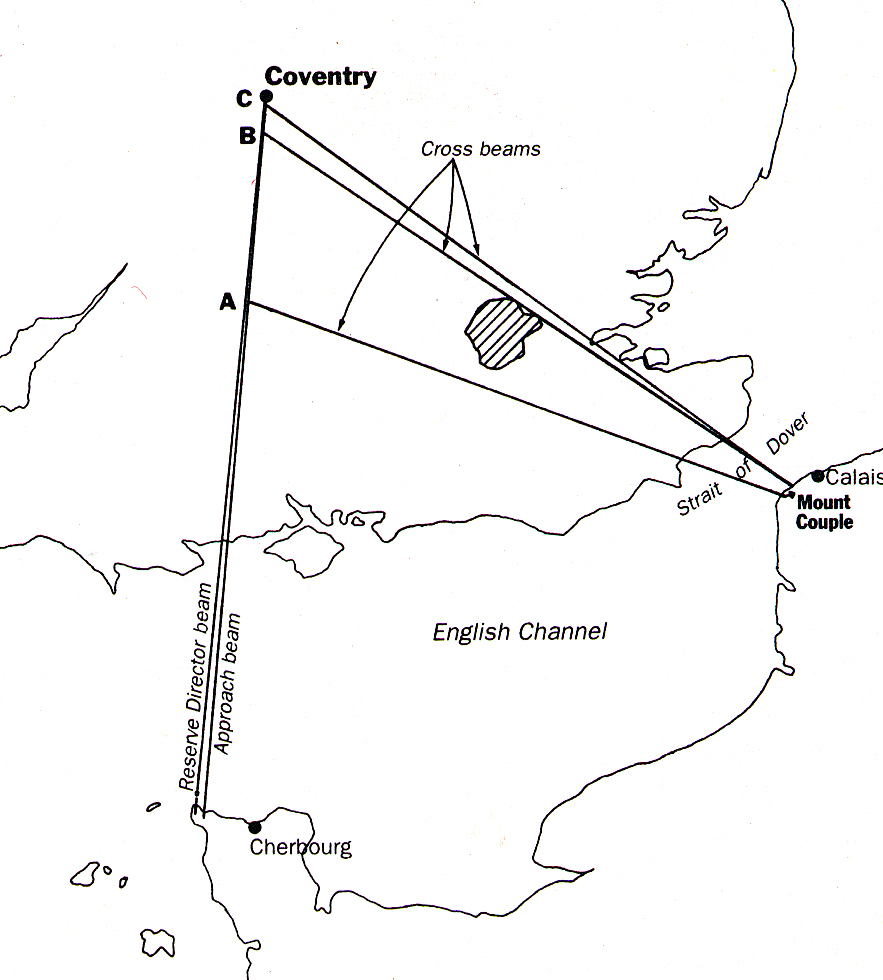 Coventry
C
B
Cross beams
A
Strait of Dover
Calais
Mount
Couple
Reserve Director beam
Approach beam
English Channel
Cherbourg